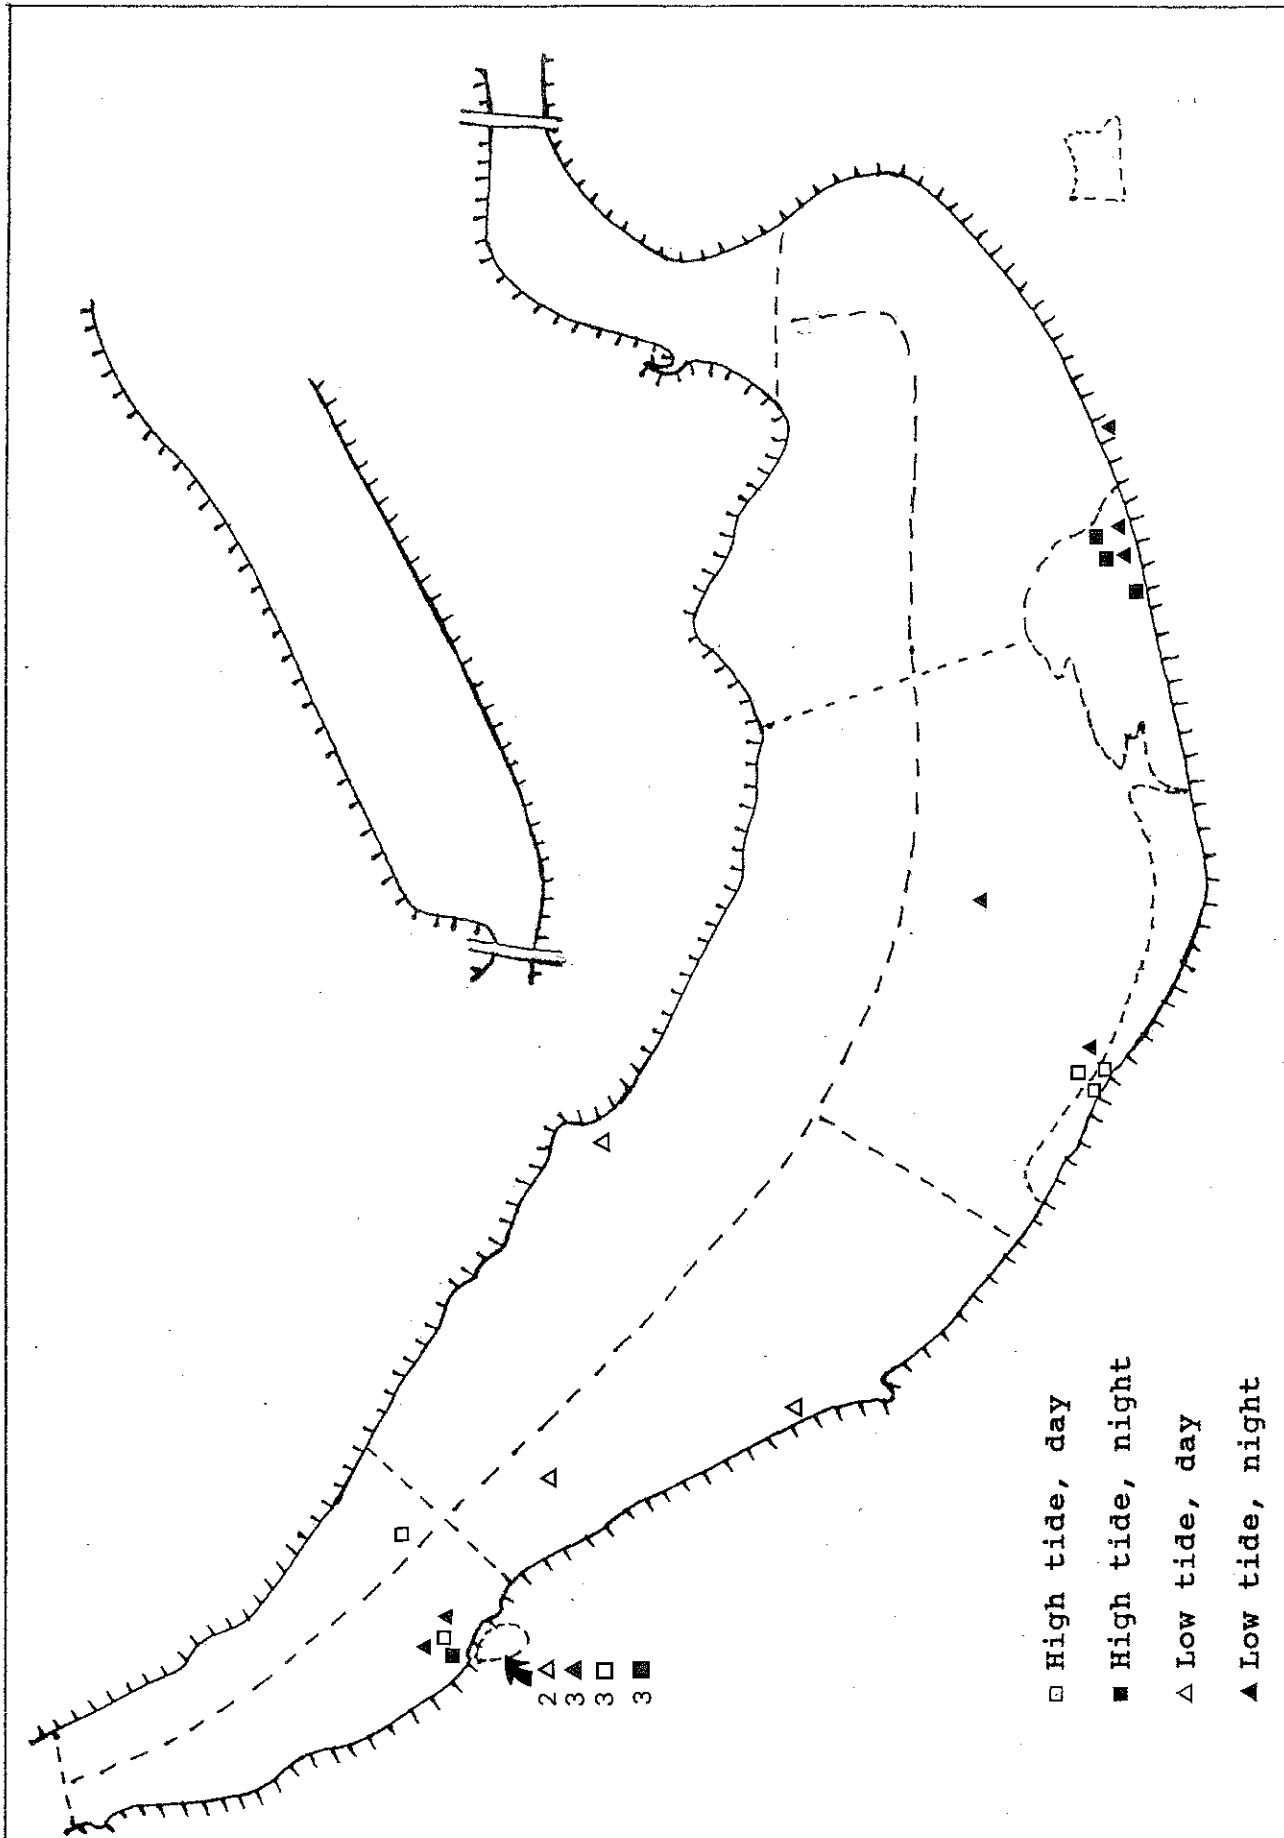 2 △
3 ▲
3 □
3 ■
□ High tide, day
■ High tide, night
△ Low tide, day
▲ Low tide, night